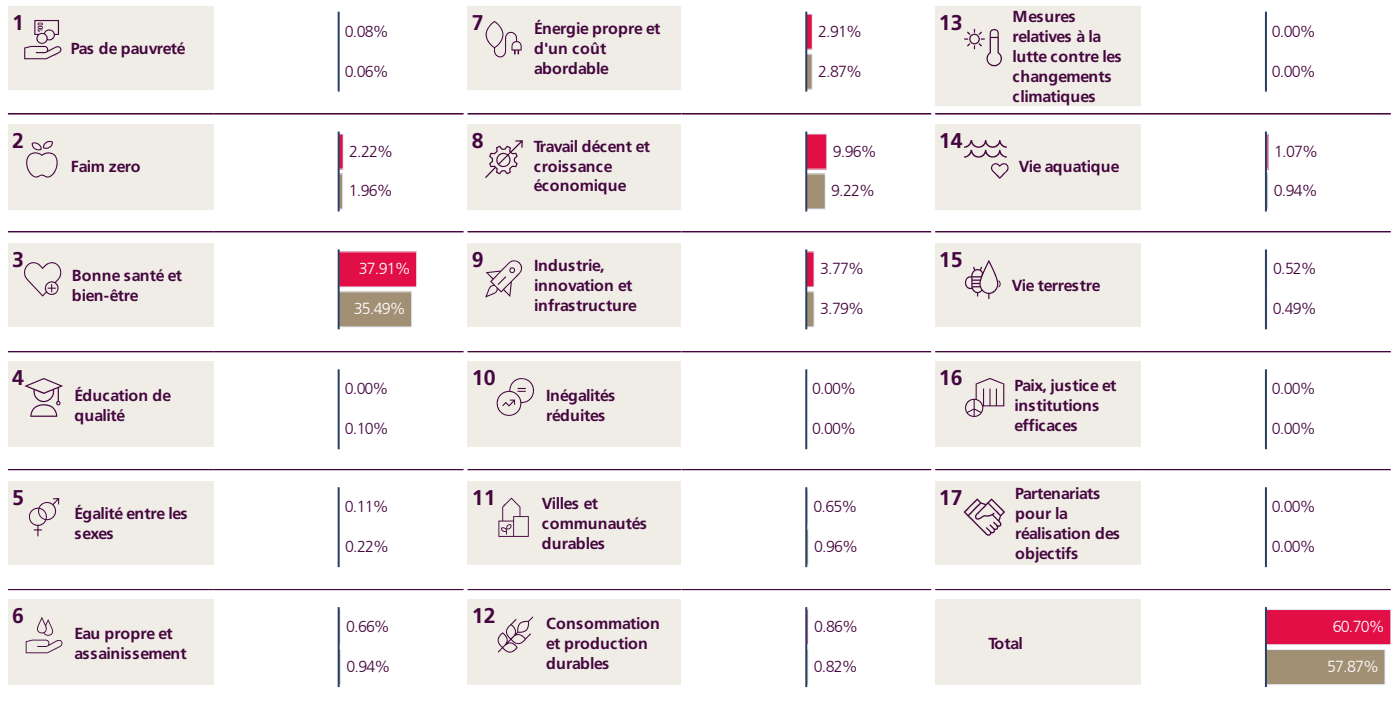 1
Pas de pauvreté
0.08%
0.06%
2
Faim zero
2.22%
1.96%
3
Bonne santé et
bien-être
37.91%
35.49%
4
Éducation de
qualité
0.00%
0.10%
5
Égalité entre les
sexes
0.11%
0.22%
6
Eau propre et
assainissement
0.66%
0.94%
7
Énergie propre et
d'un coût
abordable
2.91%
2.87%
8
Travail décent et
croissance
économique
9.96%
9.22%
9
Industrie,
innovation et
infrastructure
3.77%
3.79%
10
Inégalités
réduites
0.00%
0.00%
11
Villes et
communautés
durables
0.65%
0.96%
12
Consommation
et production
durables
0.86%
0.82%
13
Mesures
relatives à la
lutte contre les
changements
climatiques
0.00%
0.00%
14
Vie aquatique
1.07%
0.94%
15
Vie terrestre
0.52%
0.49%
16
Paix, justice et
institutions
efficaces
0.00%
0.00%
17
Partenariats
pour la
réalisation des
objectifs
0.00%
0.00%
Total
60.70%
57.87%